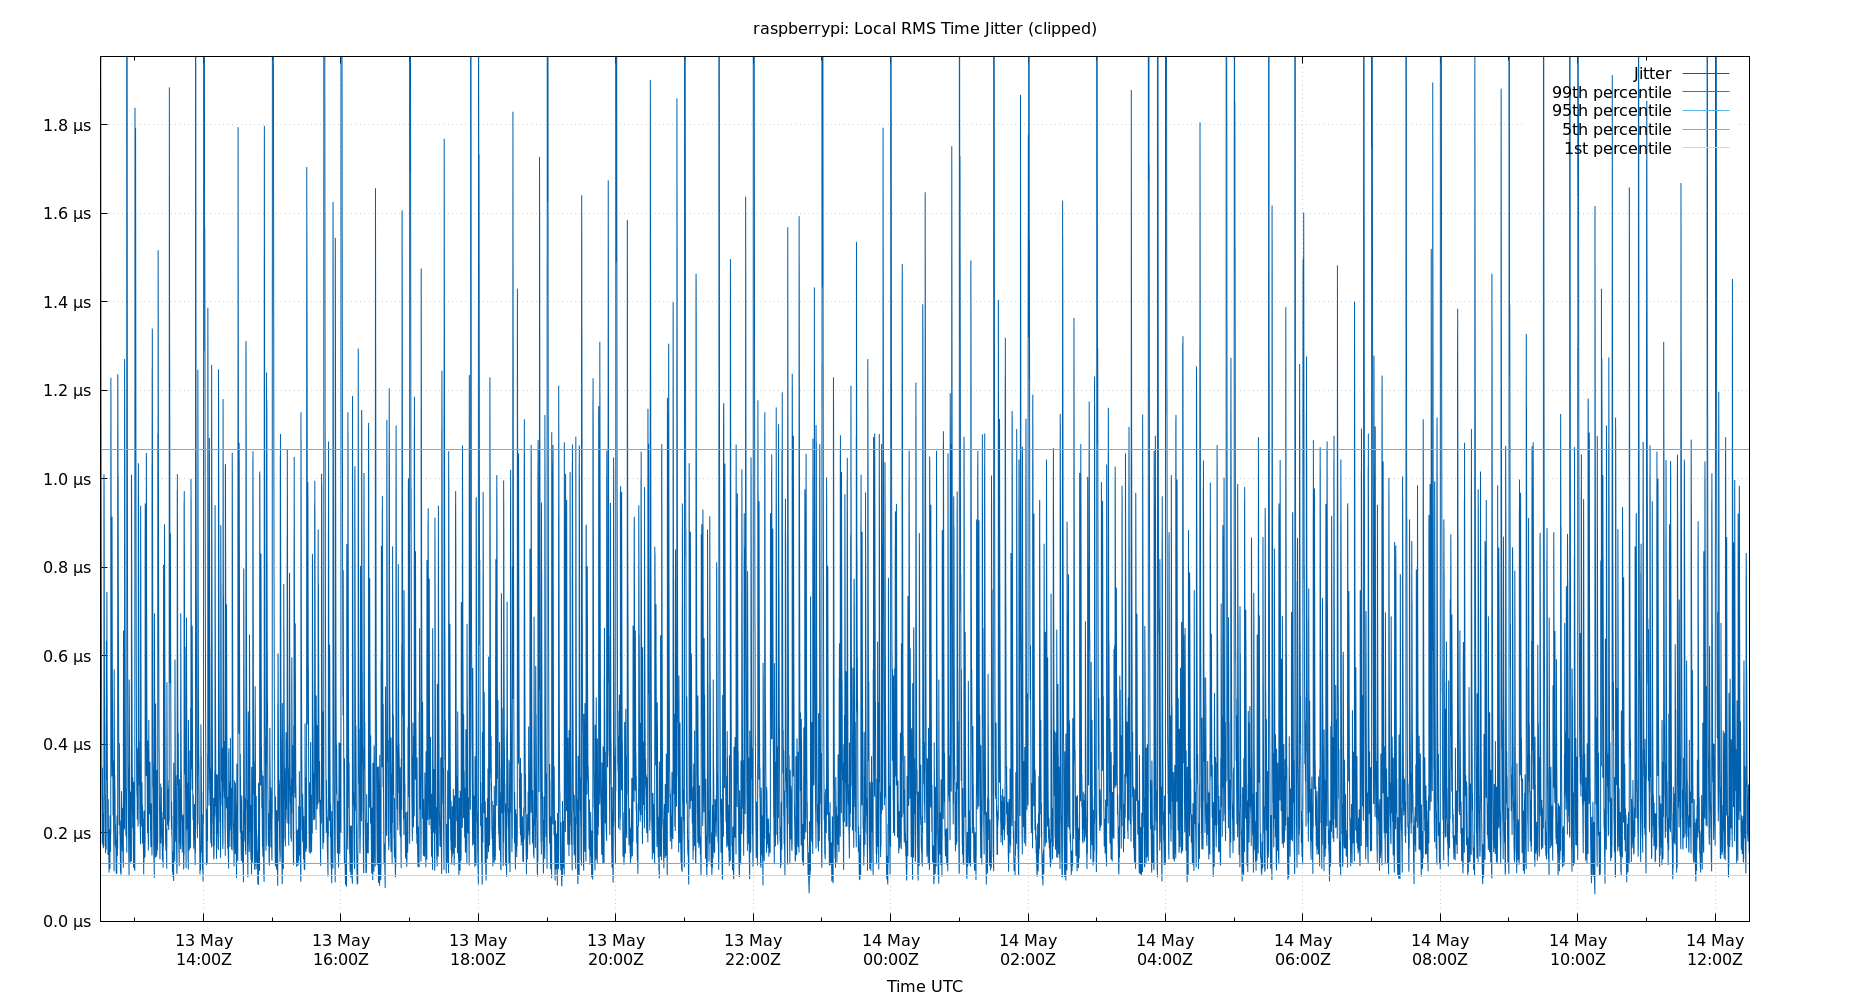 raspberrypi: Local RMS Time Jitter (clipped)
Jitter
99th percentile
95th percentile
5th percentile
1st percentile
1.8 μs
1.6 μs
1.4 μs
1.2 μs
1.0 μs
0.8 μs
0.6 μs
0.4 μs
0.2 μs
0.0 μs
13 May 13 May 13 May 13 May 13 May 14 May 14 May 14 May 14 May 14 May 14 May 14 May
14:00Z 16:00Z 18:00Z 20:00Z 22:00Z 00:00Z 02:00Z 04:00Z 06:00Z 08:00Z 10:00Z 12:00Z
Time UTC